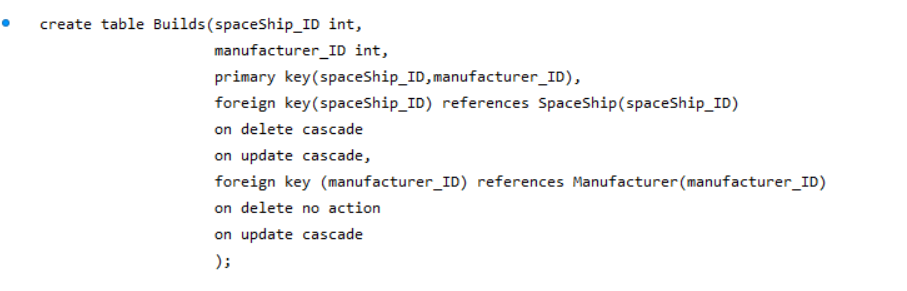 create table Builds(spaceShip_ID int,
manufacturer_ID int,
primary key(spaceShip_ID,manufacturer_ID),
foreign key(spaceShip_ID) references SpaceShip(spaceShip_ID)
on delete cascade
on update cascade,
foreign key (manufacturer_ID) references Manufacturer(manufacturer_ID)
on delete no action
on update cascade
);